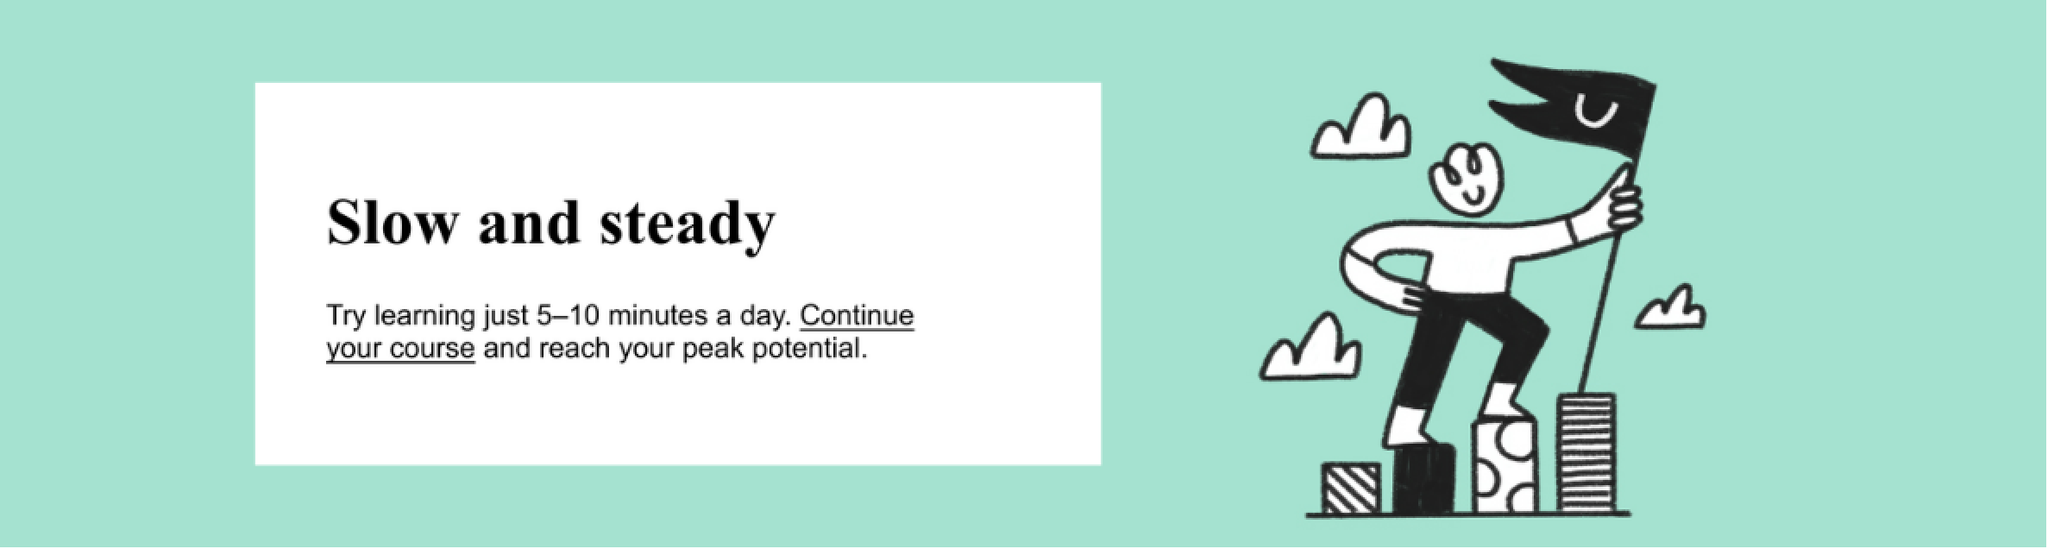 Slow and steady
Try learning just 5–10 minutes a day. Continue
your course and reach your peak potential.